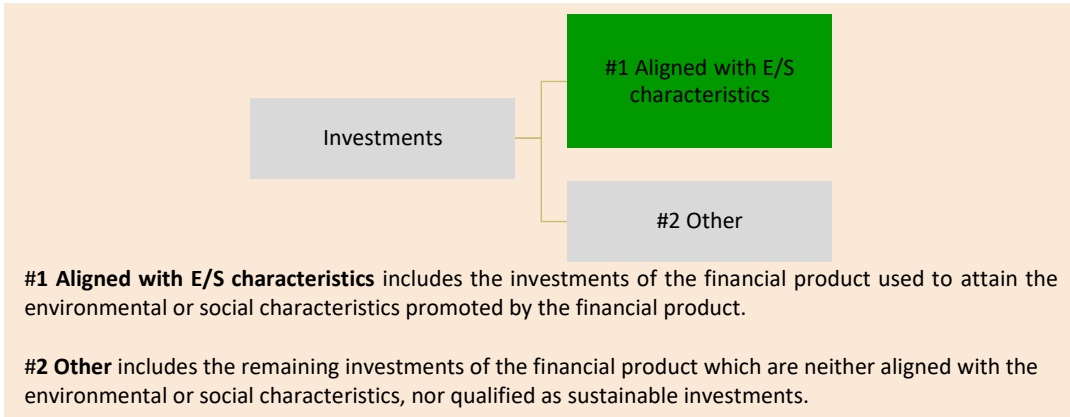 #1 Aligned with E/S
characteristics
Investments
#2 Other
#1 Aligned with E/S characteristics includes the investments of the financial product used to attain the
environmental or social characteristics promoted by the financial product.
#2 Other includes the remaining investments of the financial product which are neither aligned with the
environmental or social characteristics, nor qualified as sustainable investments.